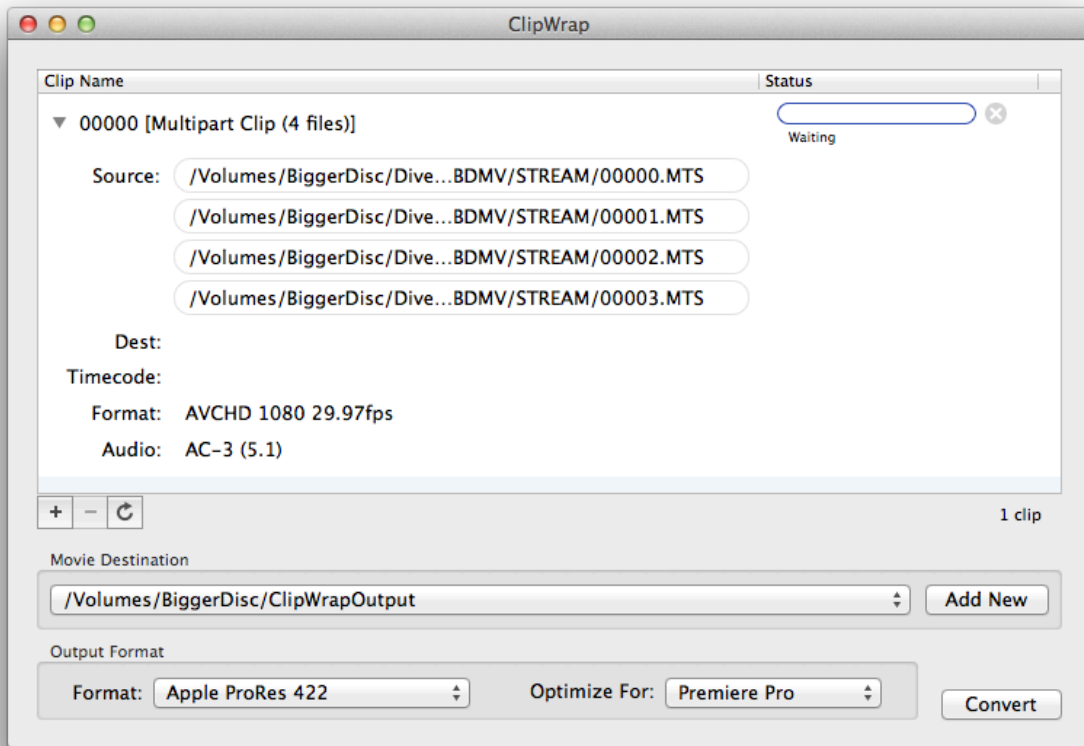 ClipWrap
Clip Name Status
00000 [Multipart Clip (4 files)]
Waiting
Source: /Volumes/BiggerDisc/Dive...BDMV/STREAM/00000.MTS
/Volumes/BiggerDisc/Dive...BDMV/STREAM/00001.MTS
/Volumes/BiggerDisc/Dive...BDMV/STREAM/00002.MTS
/Volumes/BiggerDisc/Dive...BDMV/STREAM/00003.MTS
Dest:
Timecode:
Format: AVCHD 1080 29.97fps
Audio: AC-3 (5.1)
1 clip
Movie Destination
/Volumes/BiggerDisc/ClipWrapOutput Add New
Output Format
Format: Apple ProRes 422 Optimize For: Premiere Pro Convert